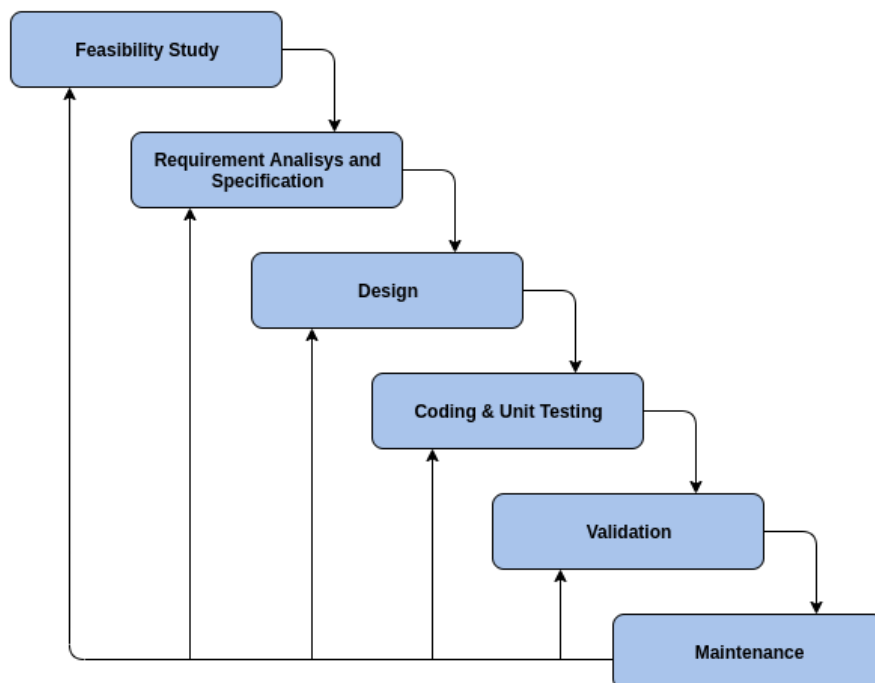 Feasibility Study
Requirement Analisys and
Specification
Design
Coding & Unit Testing
Validation
Maintenance